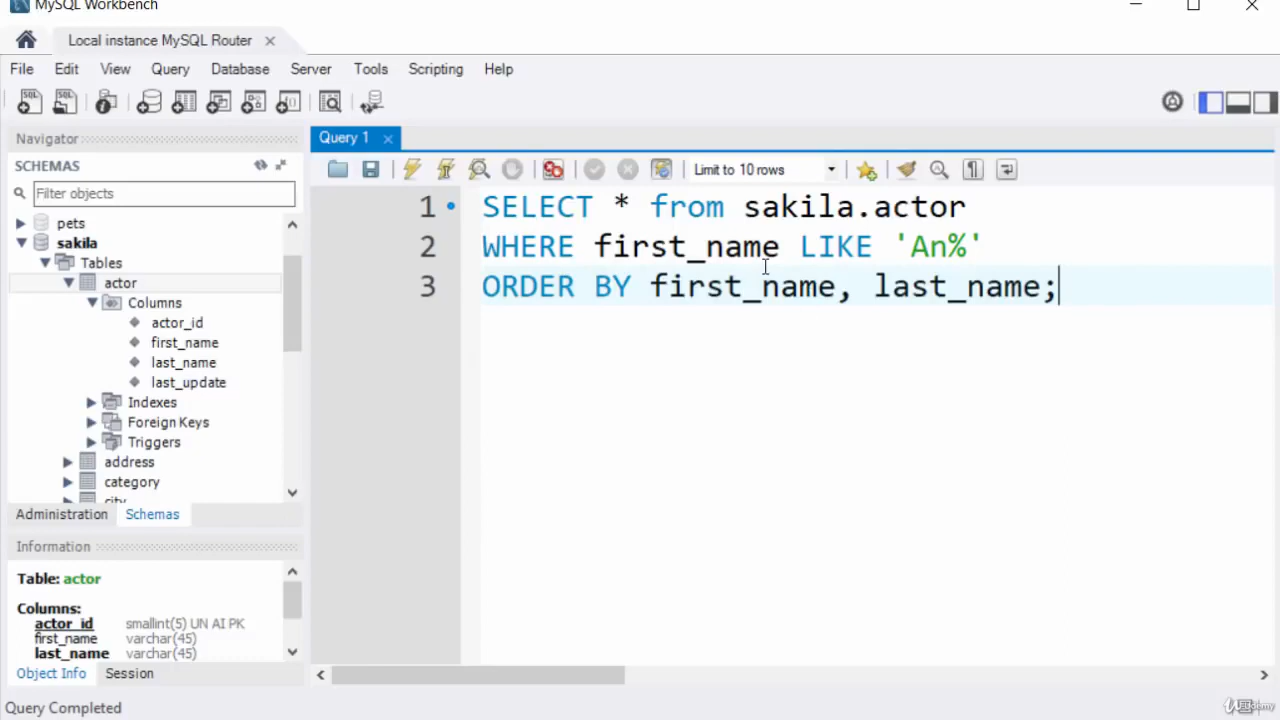 MySQL Workbench
Local instance MySQL Router
File Edit View Query Database Server Tools Scripting Help
Navigator
SCHEMAS
Filter objects
pets
sakila
Tables
actor
Columns
actor_id
first_name
last_name
last_update
Indexes
Foreign Keys
Triggers
address
category
city
Administration Schemas
Information
Table: actor
Columns:
actor_id smallint(5) UN AI PK
first_name varchar(45)
last_name varchar(45)
Object Info Session
Query Completed
Query 1
Limit to 10 rows
1 SELECT * from sakila.actor
2 WHERE first_name LIKE 'An%'
3 ORDER BY first_name, last_name;